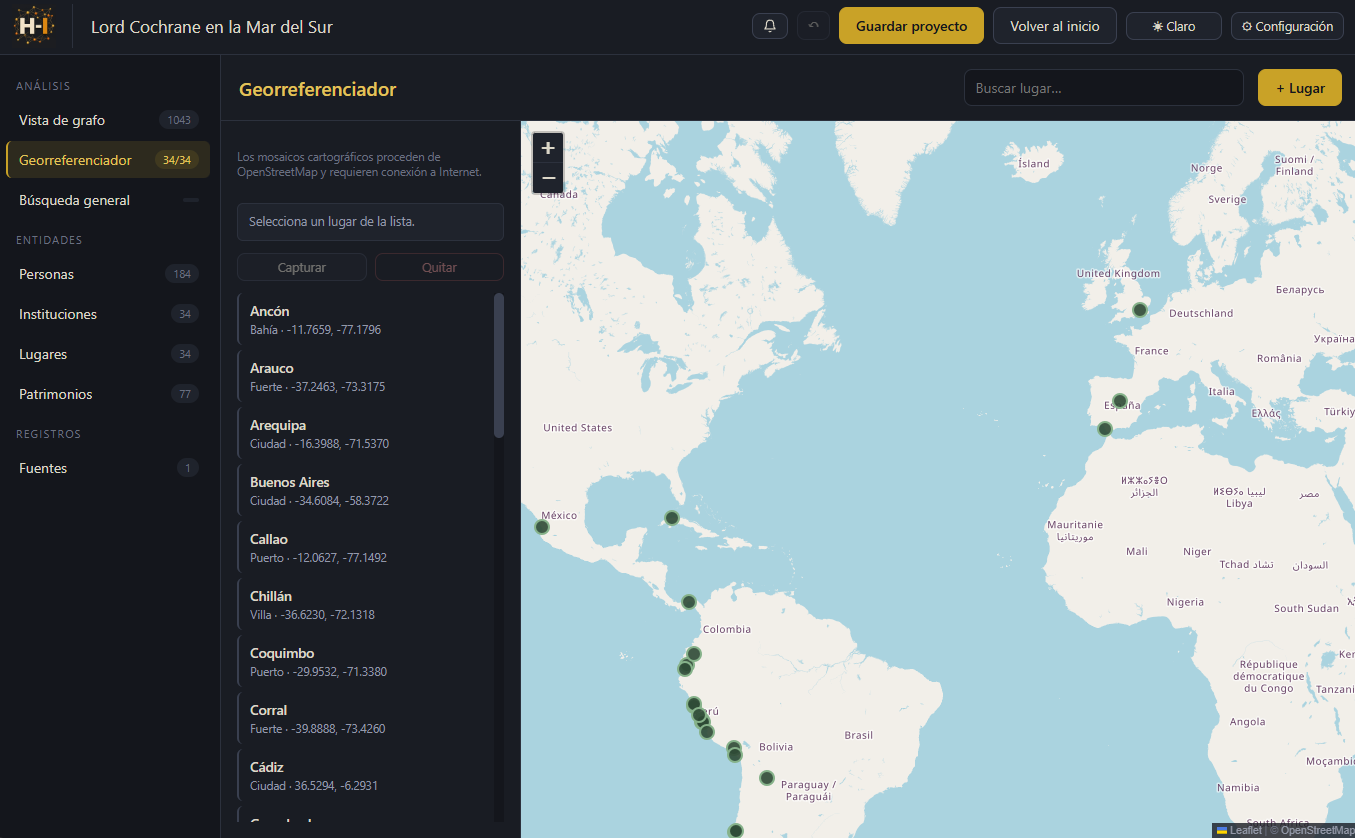 H-I
Lord Cochrane en la Mar del Sur
Guardar proyecto
Volver al inicio
☀ Claro
⚙ Configuración
ANÁLISIS
Vista de grafo 1043
Georreferenciador 34/34
Búsqueda general
ENTIDADES
Personas 184
Instituciones 34
Lugares 34
Patrimonios 77
REGISTROS
Fuentes 1
Georreferenciador
Buscar lugar...
+ Lugar
Los mosaicos cartográficos proceden de
OpenStreetMap y requieren conexión a Internet.
Selecciona un lugar de la lista.
Capturar
Quitar
Ancón
Bahía · -11.7659, -77.1796
Arauco
Fuerte · -37.2463, -73.3175
Arequipa
Ciudad · -16.3988, -71.5370
Buenos Aires
Ciudad · -34.6084, -58.3722
Callao
Puerto · -12.0627, -77.1492
Chillán
Villa · -36.6230, -72.1318
Coquimbo
Puerto · -29.9532, -71.3380
Corral
Fuerte · -39.8888, -73.4260
Cádiz
Ciudad · 36.5294, -6.2931
+
−
Canada
Ísland
Norge
Suomi /
Finland
Sverige
United Kingdom
Беларусь
Deutschland
Україна
France
România
Italia
España
Ελλάς
Türkiy
United States
México
الجزائر
ليبيا
Libya
مصر
Mauritanie
موريتانيا
Mali
Niger
Tchad تشاد
السودان
Nigeria
South Sudan
Colombia
Ken
République
démocratique
du Congo
Tanzani
rú
Angola
Brasil
Bolivia
Moçambi
Paraguay /
Paraguái
Namibia
South Africa
Leaflet | © OpenStreetMap